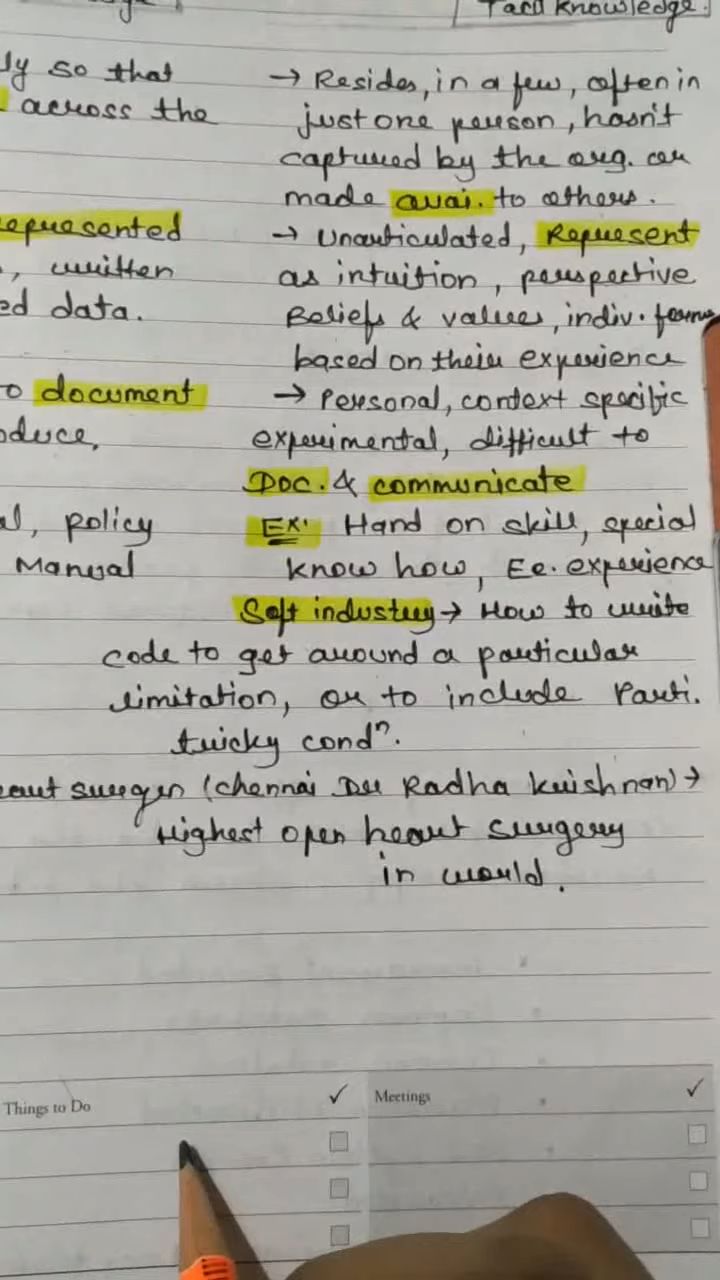 Tacit Knowledge.
ly so that → Resides, in a few, often in
across the just one person, hasn't
captured by the org. or
made avai. to others.
represented → Unarticulated, Represent
, written as intuition, perspective
ed data. Beliefs & values, indiv. forms
based on their experience
o document → Personal, context specific
oduce, experimental, difficult to
Doc. & communicate
al, policy Ex. Hand on skill, special
Manual know how, Ee. experience
Soft industry → How to write
code to get around a particular
limitation, or to include Parti.
tricky condⁿ.
eart surgen (chennai Dr Radha Krishnan) →
Highest open heart surgery
in world.
Things to Do ✓ Meetings ✓